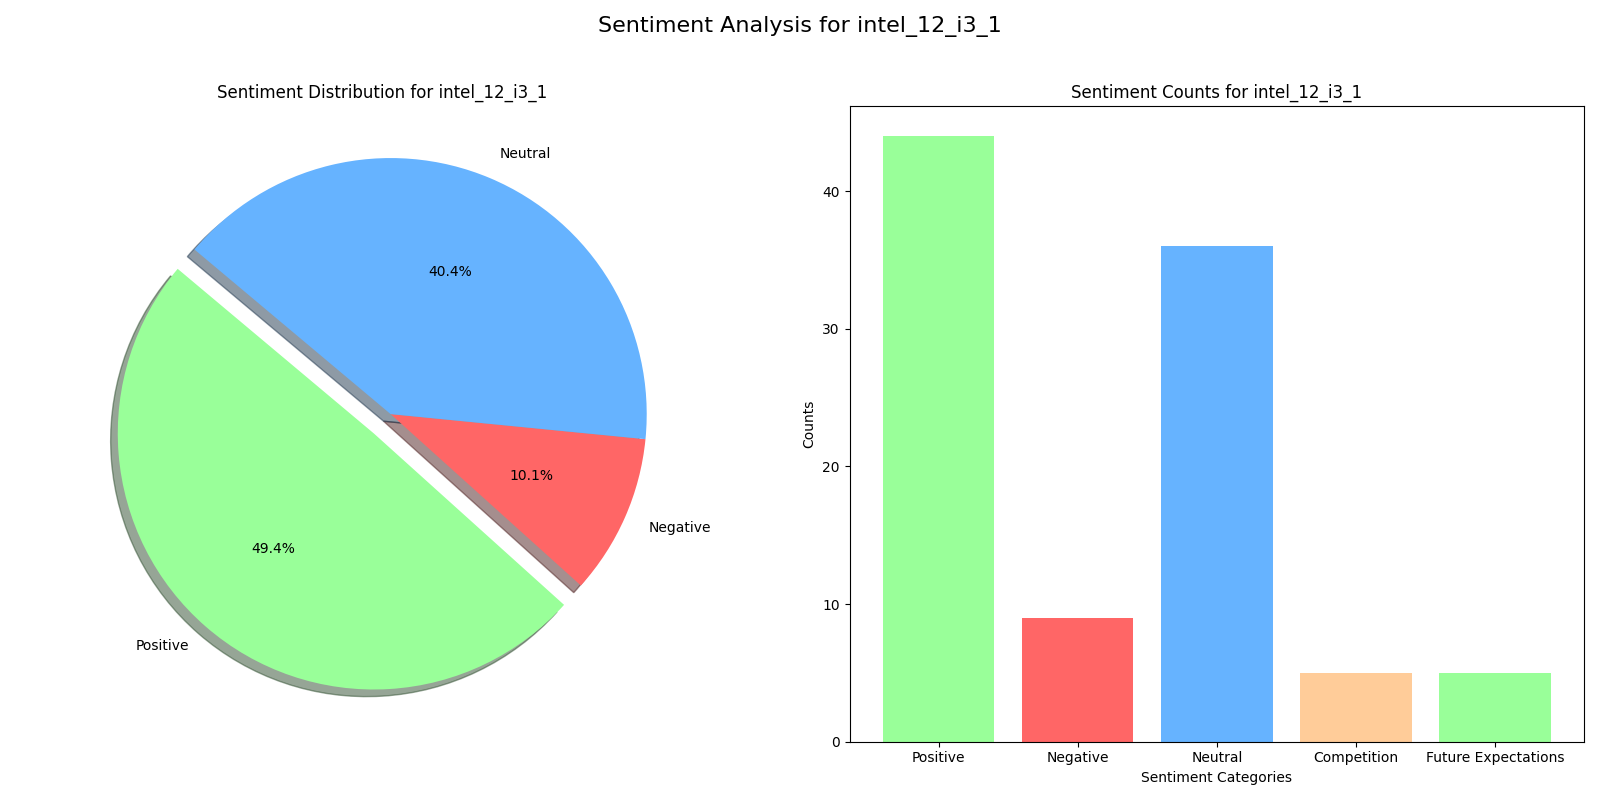 Sentiment Analysis for intel_12_i3_1
Sentiment Distribution for intel_12_i3_1
Neutral
40.4%
10.1%
Negative
49.4%
Positive
Sentiment Counts for intel_12_i3_1
40
30
20
10
0
Counts
Positive Negative Neutral Competition Future Expectations
Sentiment Categories